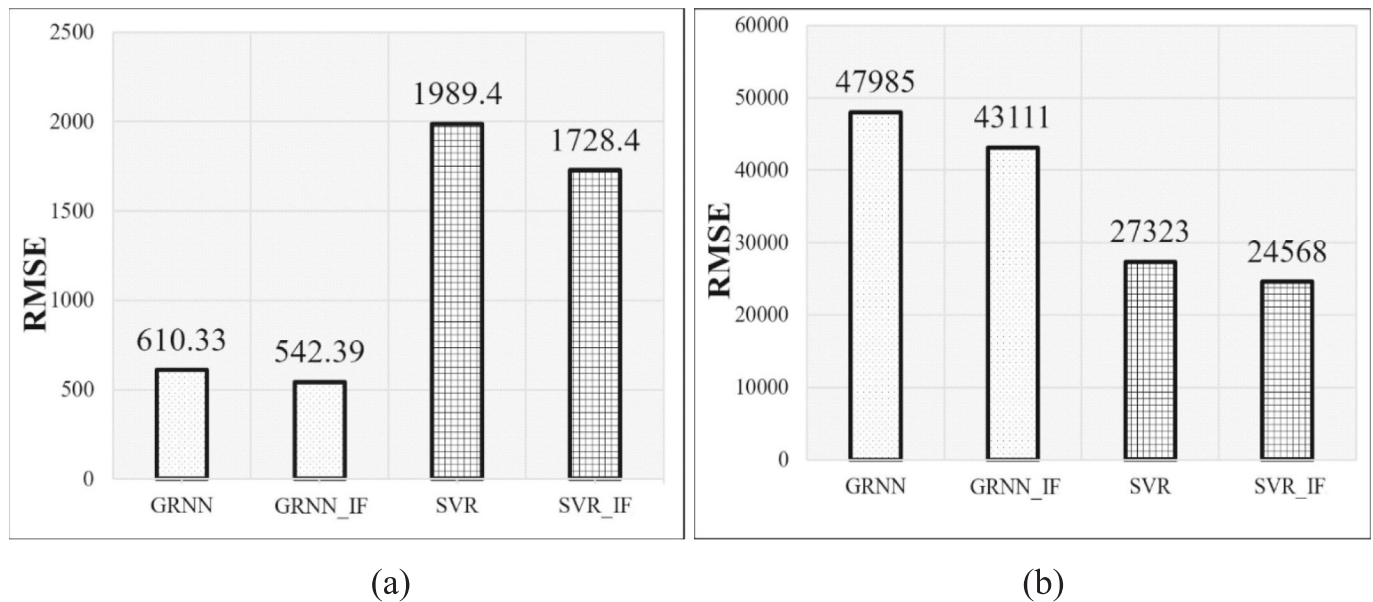 2500
2000
1500
1000
500
0
RMSE
610.33
542.39
1989.4
1728.4
GRNN
GRNN_IF
SVR
SVR_IF
(a)
60000
50000
40000
30000
20000
10000
0
RMSE
47985
43111
27323
24568
GRNN
GRNN_IF
SVR
SVR_IF
(b)